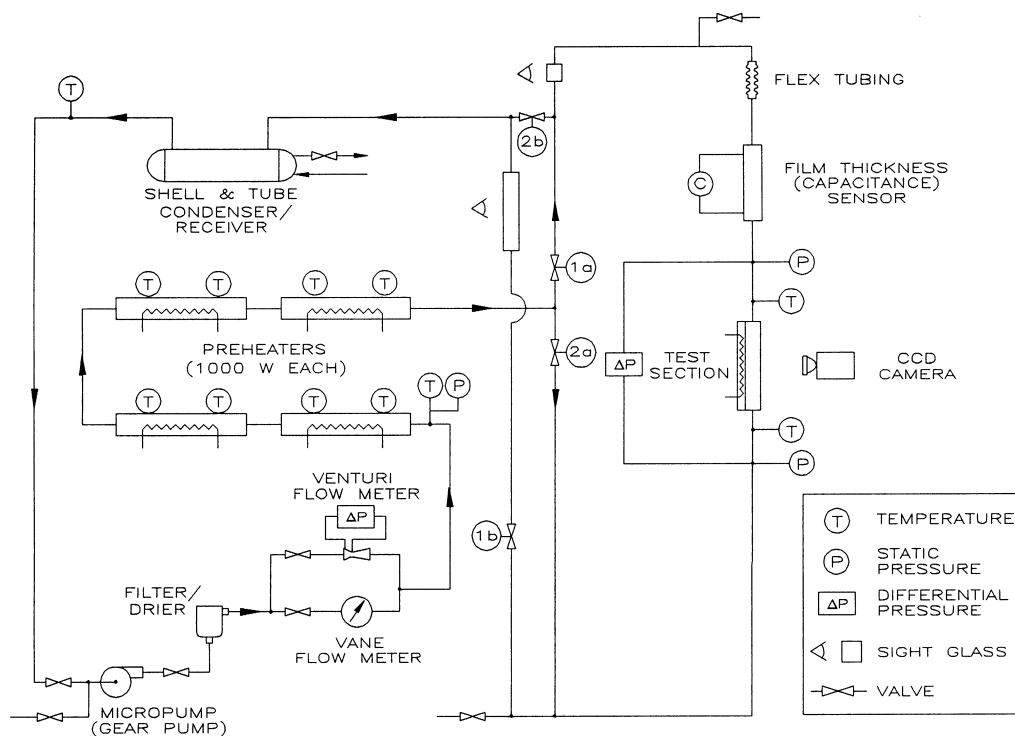 T
2b
FLEX TUBING
SHELL & TUBE
CONDENSER/
RECEIVER
FILM THICKNESS
(CAPACITANCE)
SENSOR
C
1a
P
T
T
T
T
T
PREHEATERS
(1000 W EACH)
2a
ΔP
TEST
SECTION
CCD
CAMERA
T
T
T
T
T
P
T
P
VENTURI
FLOW METER
ΔP
1b
FILTER/
DRIER
VANE
FLOW METER
MICROPUMP
(GEAR PUMP)
T TEMPERATURE
P STATIC
PRESSURE
ΔP DIFFERENTIAL
PRESSURE
SIGHT GLASS
VALVE